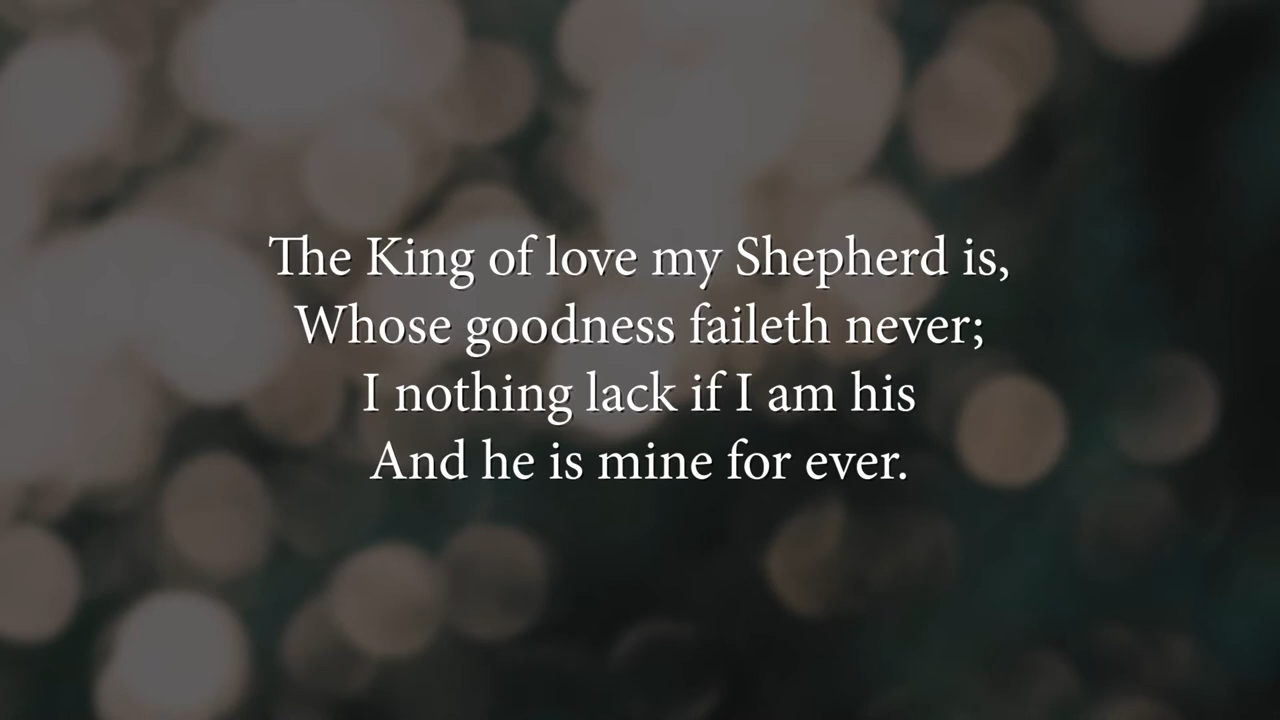 The King of love my Shepherd is,
Whose goodness faileth never;
I nothing lack if I am his
And he is mine for ever.